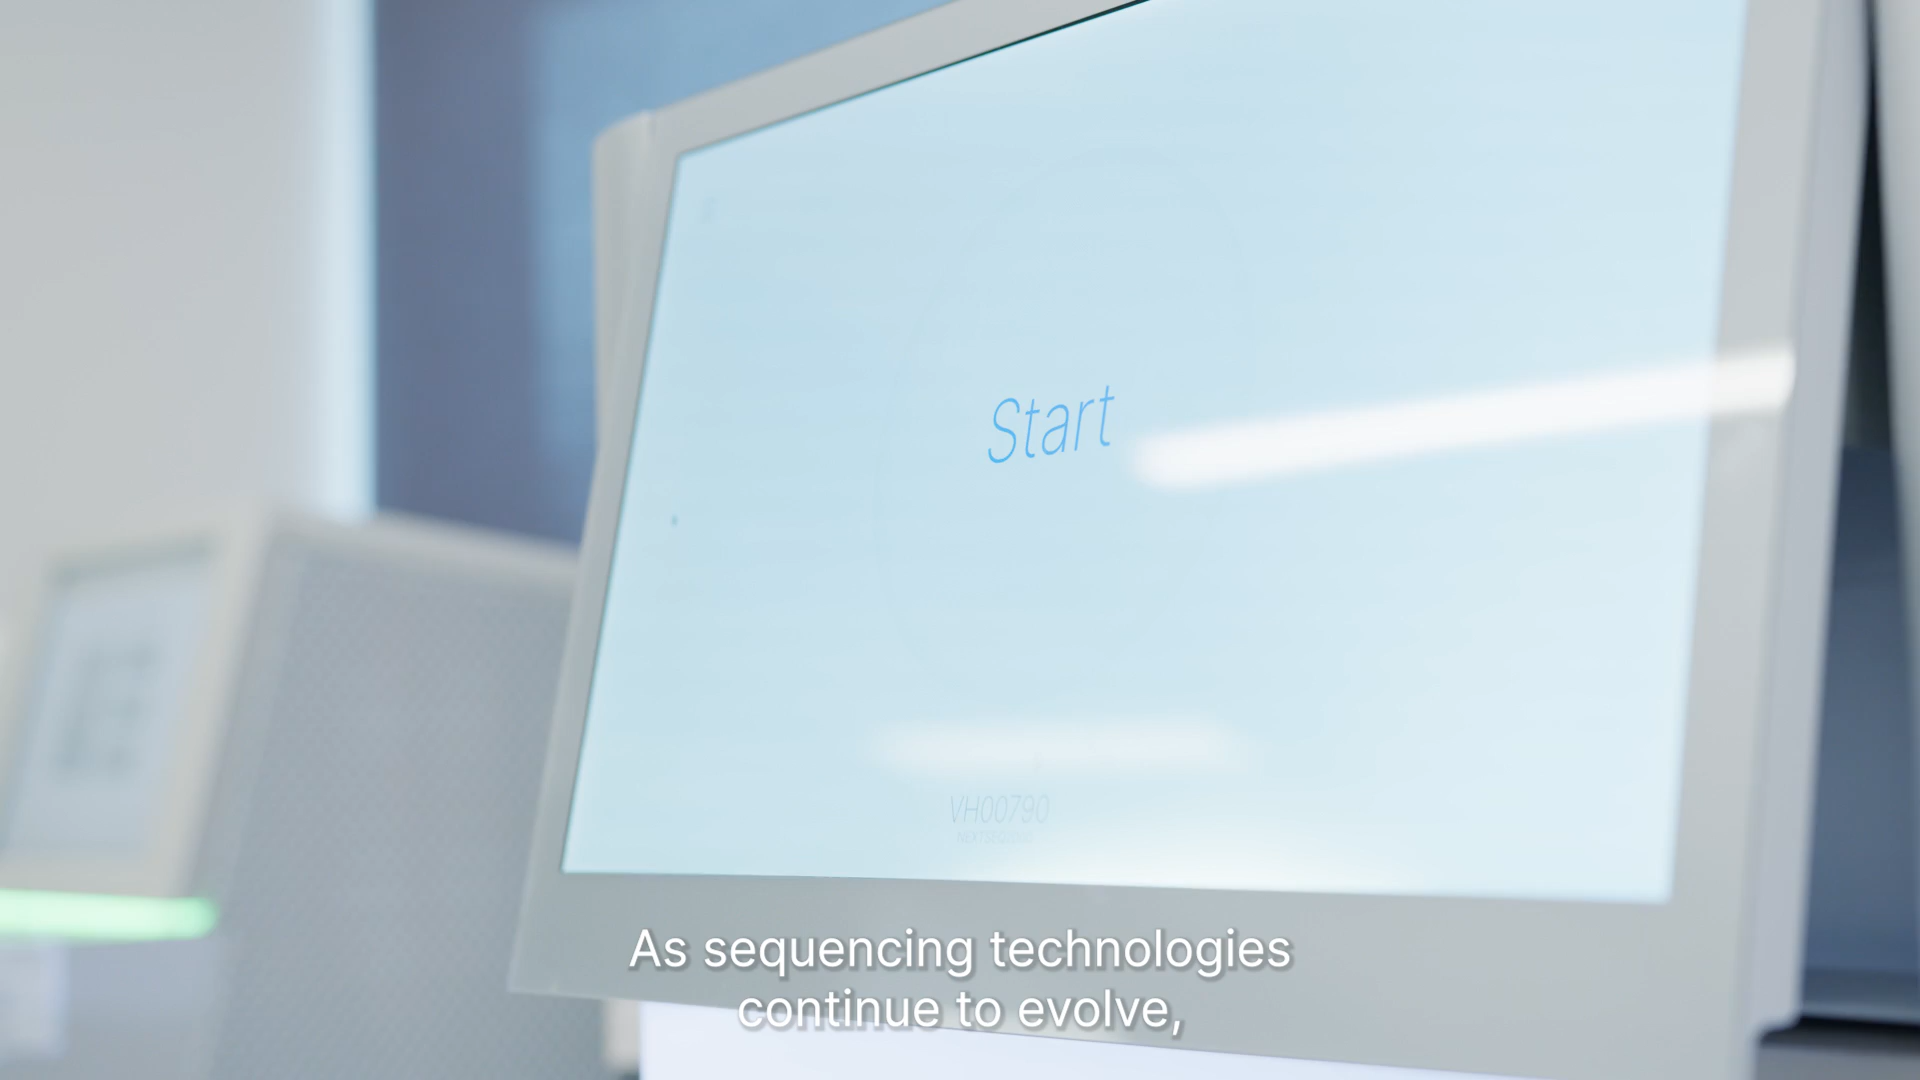 Start
VH00790
As sequencing technologies
continue to evolve,